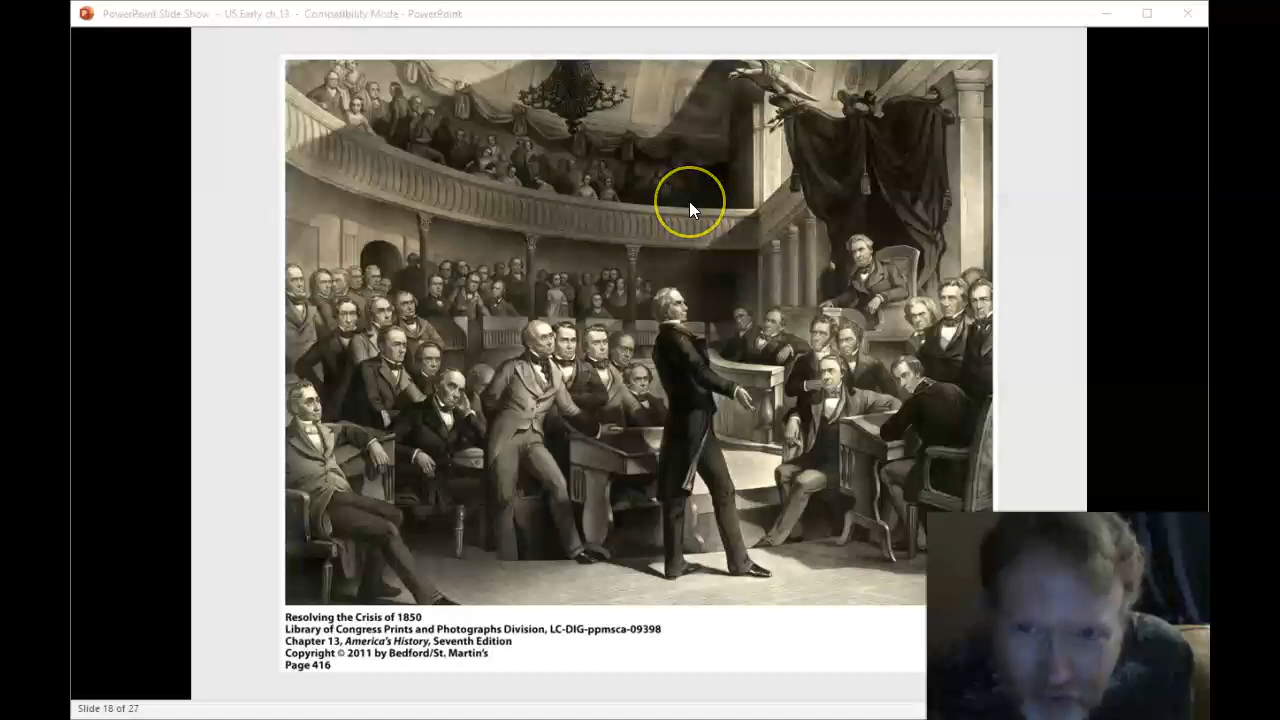 PowerPoint Slide Show - US Early ch 13 - Compatibility Mode - PowerPoint
Resolving the Crisis of 1850
Library of Congress Prints and Photographs Division, LC-DIG-ppmsca-09398
Chapter 13, America's History, Seventh Edition
Copyright © 2011 by Bedford/St. Martin's
Page 416
Slide 18 of 27